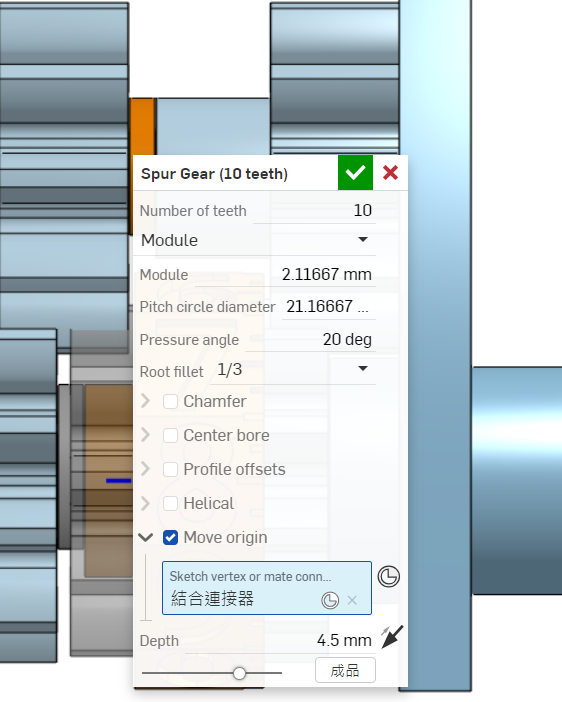 Spur Gear (10 teeth)
Number of teeth 10
Module
Module 2.11667 mm
Pitch circle diameter 21.16667 ...
Pressure angle 20 deg
Root fillet 1/3
Chamfer
Center bore
Profile offsets
Helical
Move origin
Sketch vertex or mate conn...
結合連接器
Depth 4.5 mm
成品